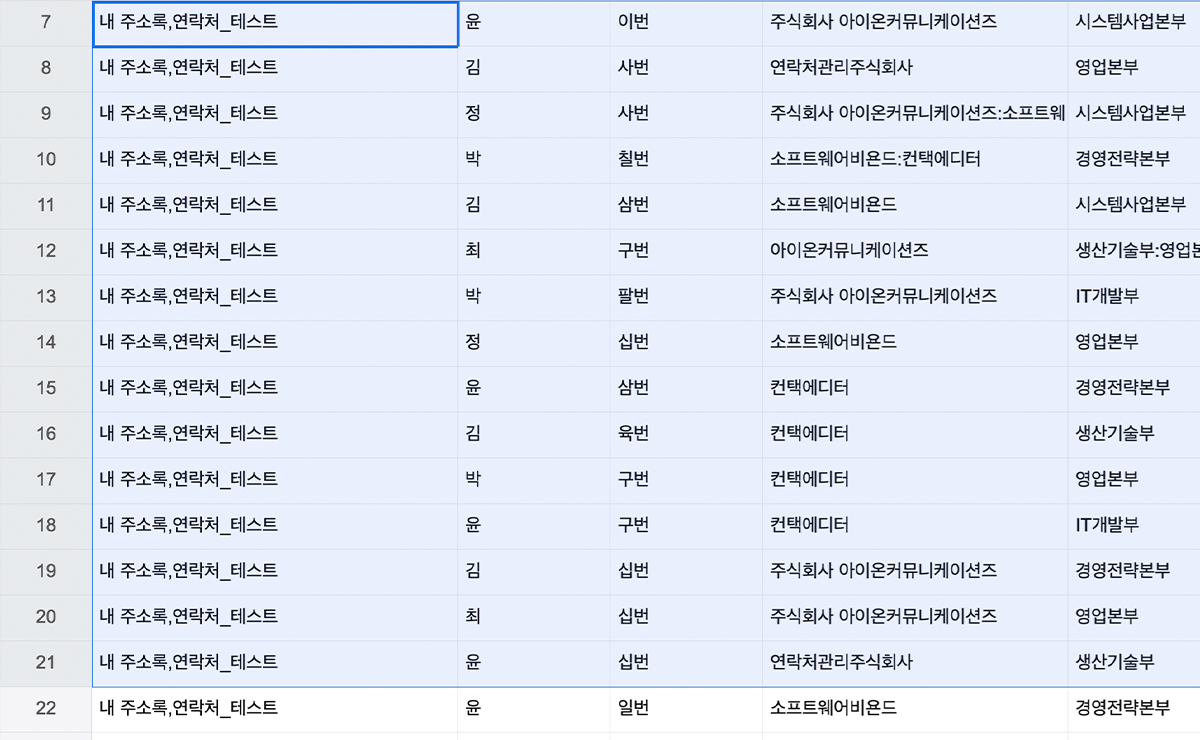 7 내 주소록,연락처_테스트 윤 이번 주식회사 아이온커뮤니케이션즈 시스템사업본부
8 내 주소록,연락처_테스트 김 사번 연락처관리주식회사 영업본부
9 내 주소록,연락처_테스트 정 사번 주식회사 아이온커뮤니케이션즈:소프트웨 시스템사업본부
10 내 주소록,연락처_테스트 박 칠번 소프트웨어비욘드:컨택에디터 경영전략본부
11 내 주소록,연락처_테스트 김 삼번 소프트웨어비욘드 시스템사업본부
12 내 주소록,연락처_테스트 최 구번 아이온커뮤니케이션즈 생산기술부:영업본
13 내 주소록,연락처_테스트 박 팔번 주식회사 아이온커뮤니케이션즈 IT개발부
14 내 주소록,연락처_테스트 정 십번 소프트웨어비욘드 영업본부
15 내 주소록,연락처_테스트 윤 삼번 컨택에디터 경영전략본부
16 내 주소록,연락처_테스트 김 육번 컨택에디터 생산기술부
17 내 주소록,연락처_테스트 박 구번 컨택에디터 영업본부
18 내 주소록,연락처_테스트 윤 구번 컨택에디터 IT개발부
19 내 주소록,연락처_테스트 김 십번 주식회사 아이온커뮤니케이션즈 경영전략본부
20 내 주소록,연락처_테스트 최 십번 주식회사 아이온커뮤니케이션즈 영업본부
21 내 주소록,연락처_테스트 윤 십번 연락처관리주식회사 생산기술부
22 내 주소록,연락처_테스트 윤 일번 소프트웨어비욘드 경영전략본부